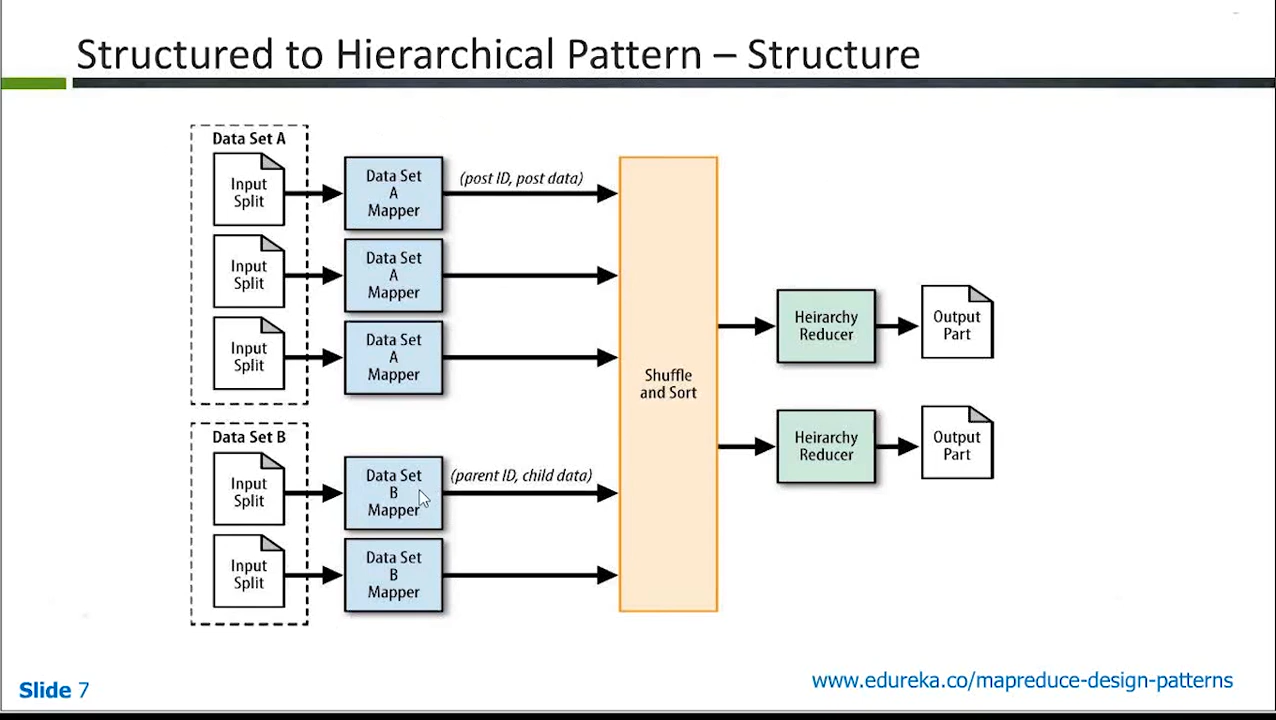 Structured to Hierarchical Pattern – Structure
Data Set A
Input
Split
Data Set
A
Mapper
(post ID, post data)
Input
Split
Data Set
A
Mapper
Input
Split
Data Set
A
Mapper
Data Set B
Input
Split
Data Set
B
Mapper
(parent ID, child data)
Input
Split
Data Set
B
Mapper
Shuffle
and Sort
Heirarchy
Reducer
Output
Part
Heirarchy
Reducer
Output
Part
Slide 7
www.edureka.co/mapreduce-design-patterns